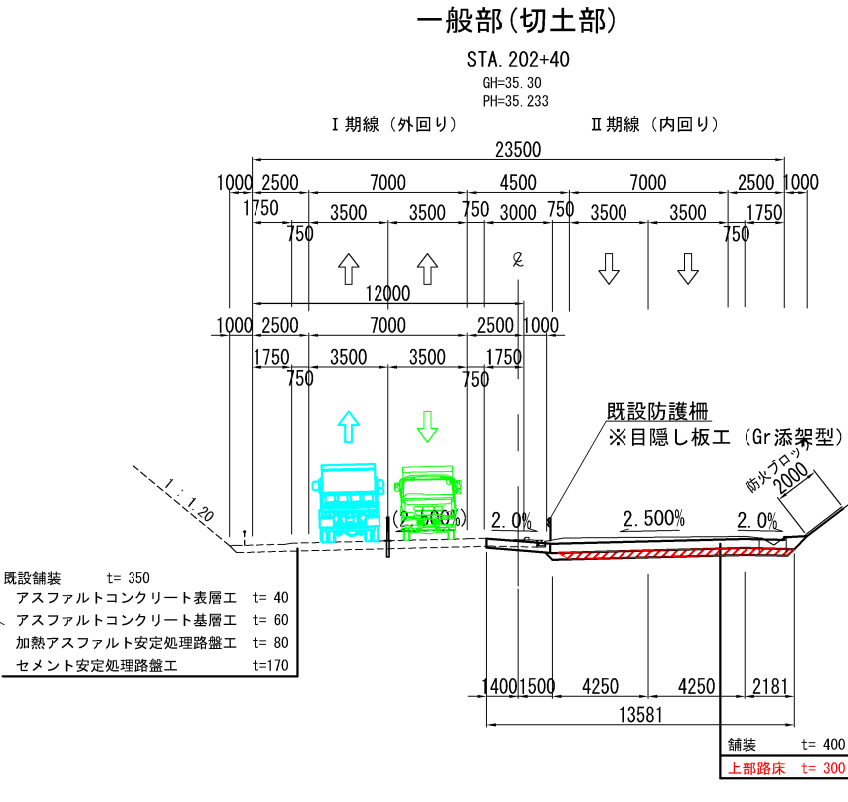 一般部(切土部)
STA. 202+40
GH=35.30
PH=35.233
Ⅰ期線（外回り） Ⅱ期線（内回り）
23500
1000 2500 7000 4500 7000 2500 1000
1750 750 3500 3500 750 3000 750 3500 3500 750 1750
℄
12000
1000 2500 7000 2500 1000
1750 750 3500 3500 750 1750
既設防護柵
※目隠し板工（Gr添架型）
防火ブロック
2000
1：1.20
(2.500%) 2.0% 2.500% 2.0%
既設舗装 t= 350
アスファルトコンクリート表層工 t= 40
アスファルトコンクリート基層工 t= 60
加熱アスファルト安定処理路盤工 t= 80
セメント安定処理路盤工 t=170
1400 1500 4250 4250 2181
13581
舗装 t= 400
上部路床 t= 300